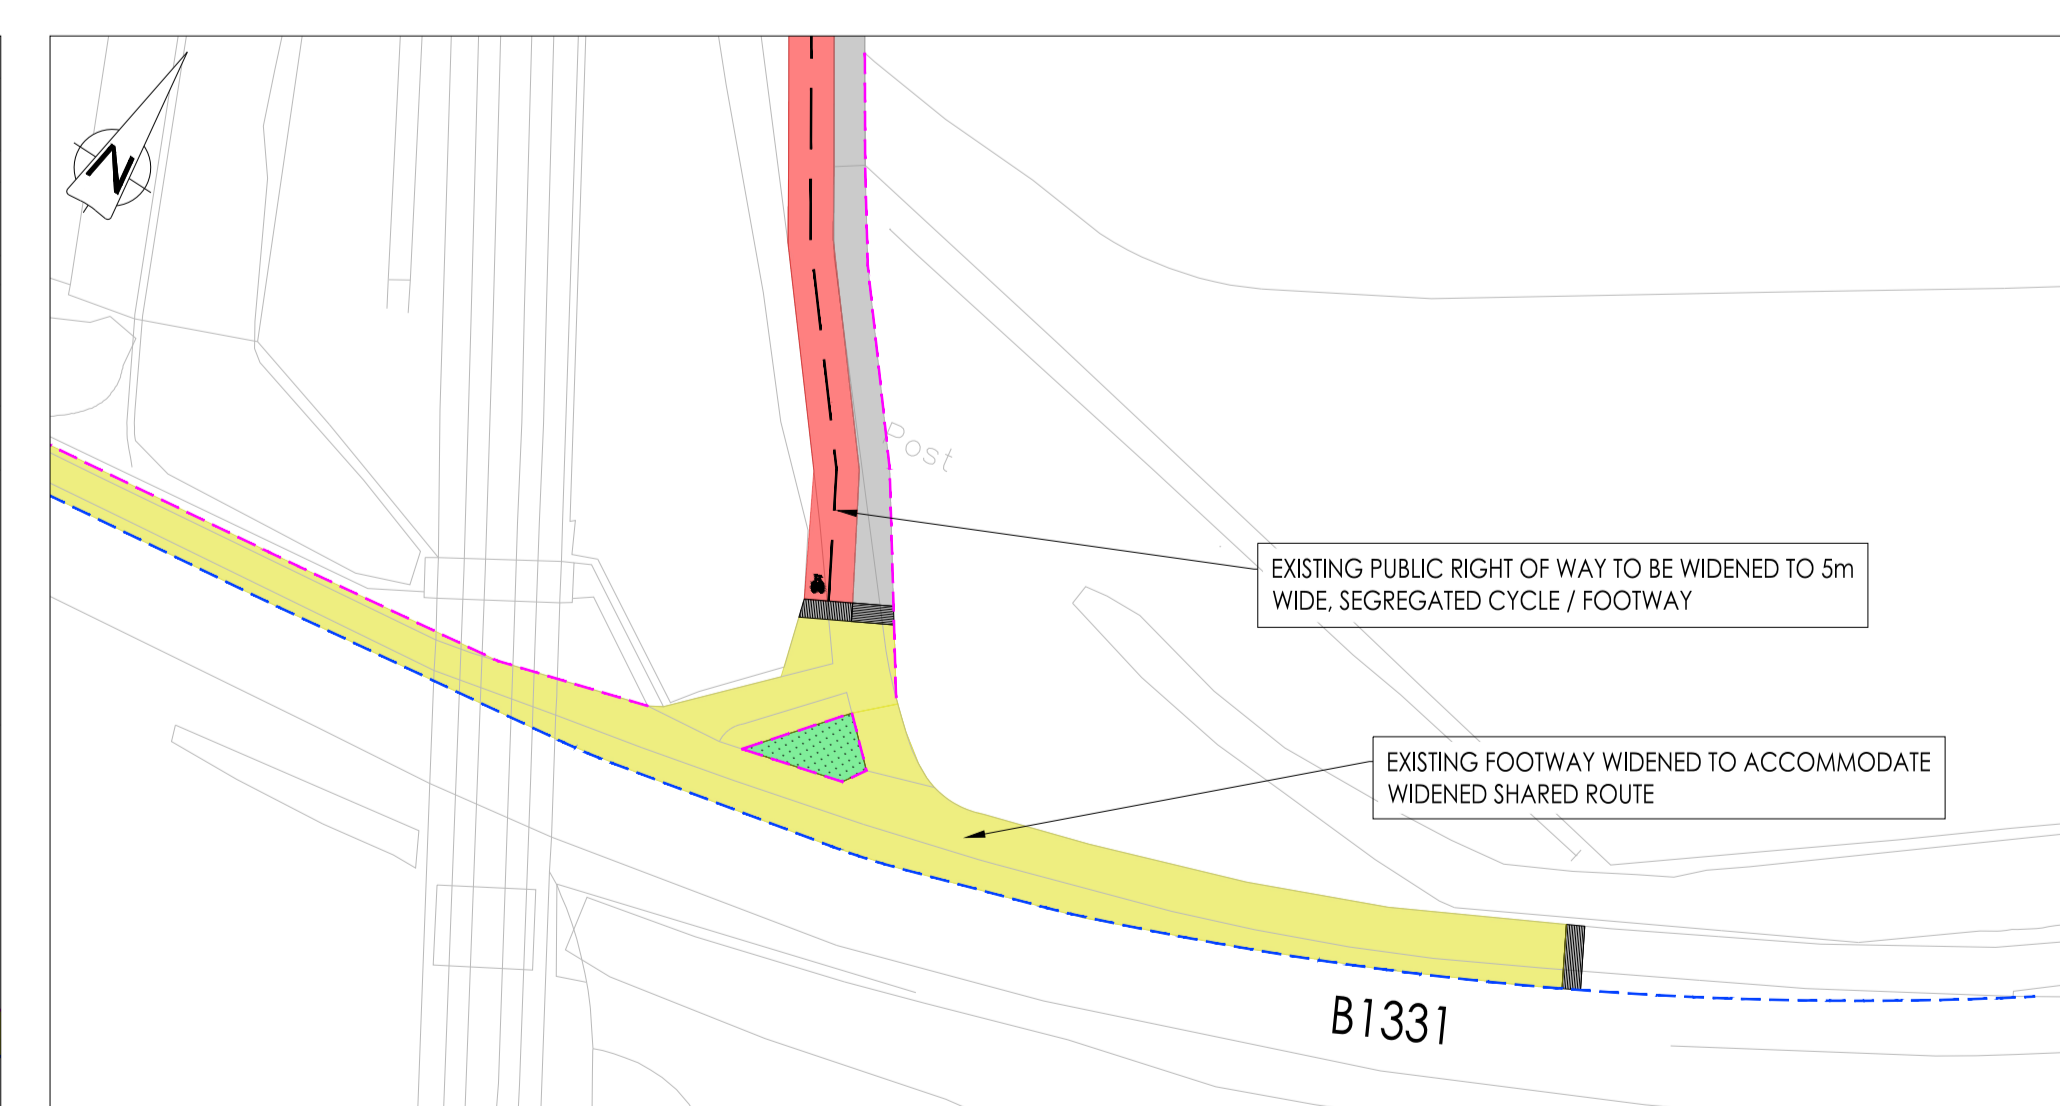 N
Post
EXISTING PUBLIC RIGHT OF WAY TO BE WIDENED TO 5m
WIDE, SEGREGATED CYCLE / FOOTWAY
EXISTING FOOTWAY WIDENED TO ACCOMMODATE
WIDENED SHARED ROUTE
B1331